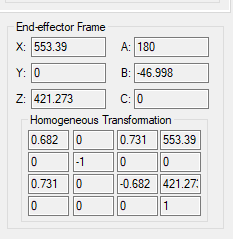 End-effector Frame
X: 553.39 A: 180
Y: 0 B: -46.998
Z: 421.273 C: 0
Homogeneous Transformation
0.682 0 0.731 553.39
0 -1 0 0
0.731 0 -0.682 421.27
0 0 0 1